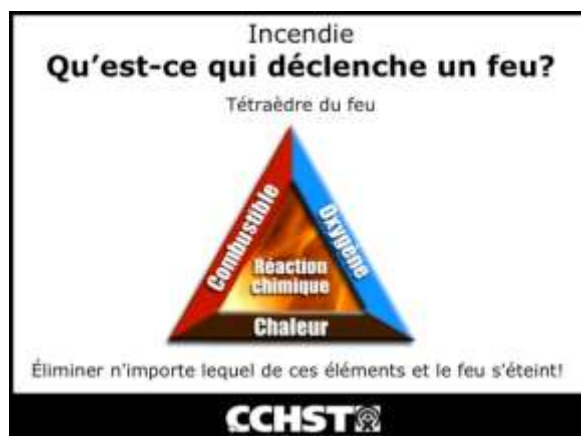 Incendie
Qu'est-ce qui déclenche un feu?
Tétraèdre du feu
Combustible
Oxygène
Réaction
chimique
Chaleur
Éliminer n'importe lequel de ces éléments et le feu s'éteint!
CCHST